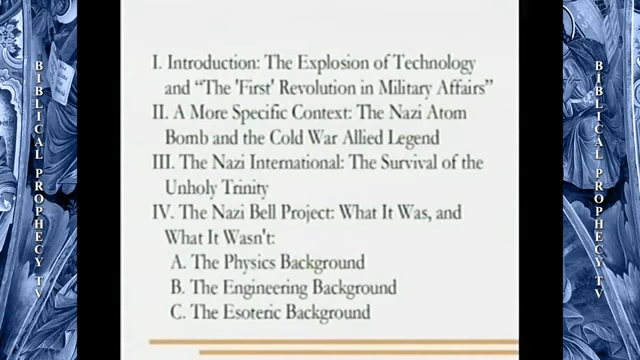 I. Introduction: The Explosion of Technology
and “The 'First' Revolution in Military Affairs”
II. A More Specific Context: The Nazi Atom
Bomb and the Cold War Allied Legend
III. The Nazi International: The Survival of the
Unholy Trinity
IV. The Nazi Bell Project: What It Was, and
What It Wasn't:
A. The Physics Background
B. The Engineering Background
C. The Esoteric Background
BIBLICAL PROPHECY TV
BIBLICAL PROPHECY TV